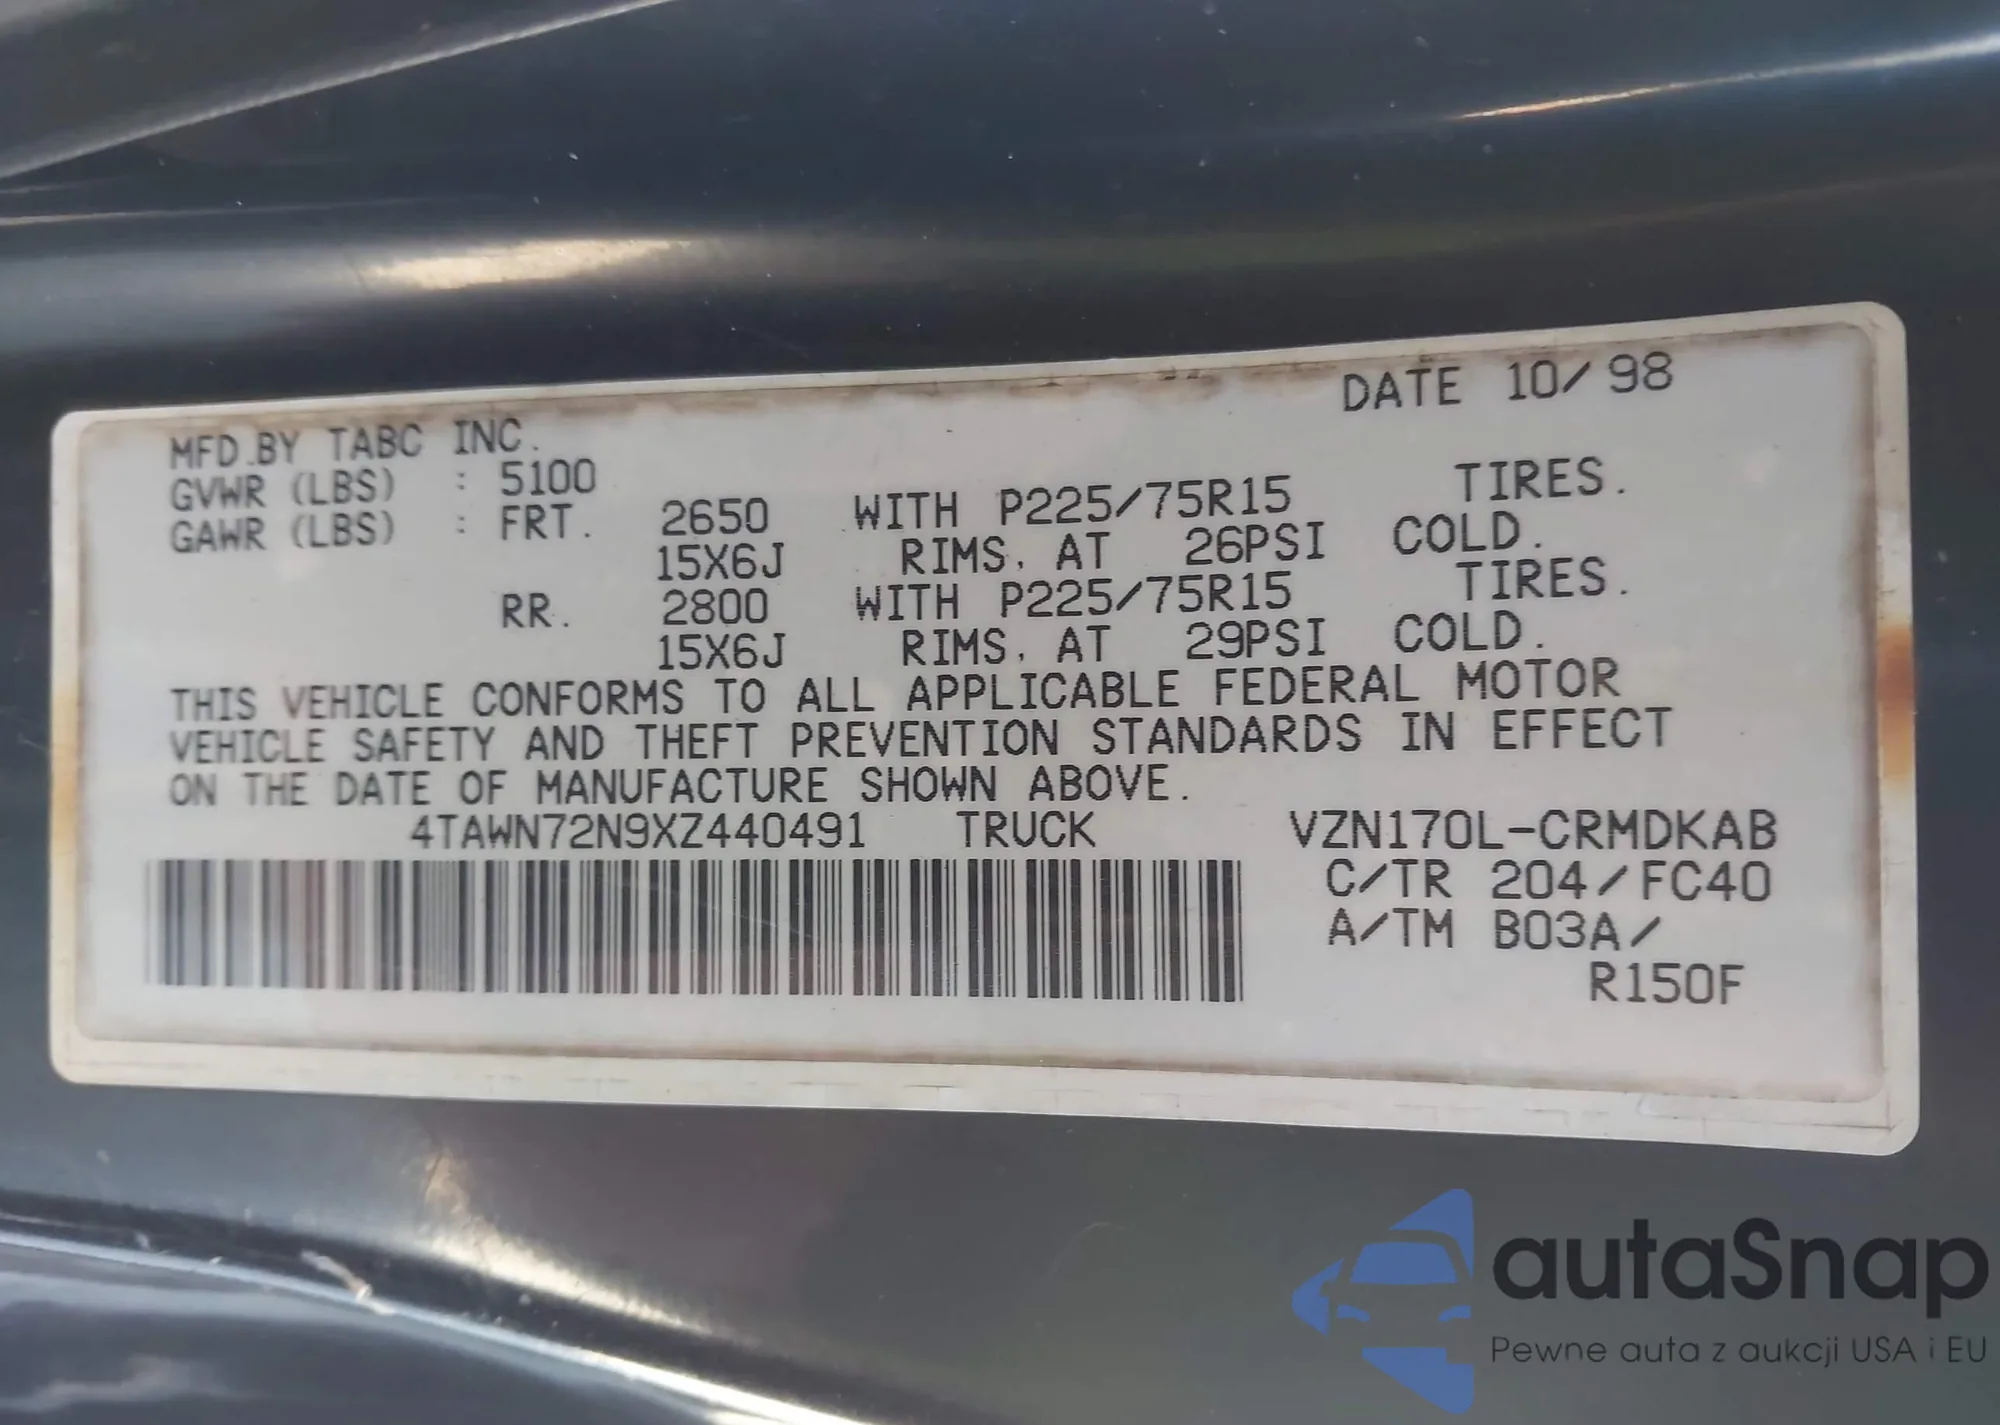 DATE 10/98
MFD.BY TABC INC.
GVWR (LBS) : 5100
GAWR (LBS) : FRT. 2650 WITH P225/75R15 TIRES.
15X6J RIMS, AT 26PSI COLD.
RR. 2800 WITH P225/75R15 TIRES.
15X6J RIMS, AT 29PSI COLD.
THIS VEHICLE CONFORMS TO ALL APPLICABLE FEDERAL MOTOR
VEHICLE SAFETY AND THEFT PREVENTION STANDARDS IN EFFECT
ON THE DATE OF MANUFACTURE SHOWN ABOVE.
4TAWN72N9XZ440491 TRUCK VZN170L-CRMDKAB
C/TR 204/FC40
A/TM B03A/
R150F
autaSnap
Pewne auta z aukcji USA i EU